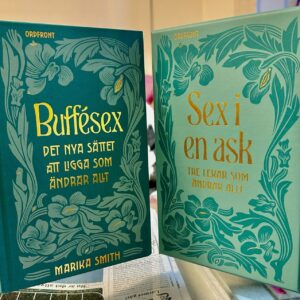 ORDFRONT
Buffésex
DET NYA SÄTTET
ATT LIGGA SOM
ÄNDRAR ALLT
MARIKA SMITH
ORDFRONT
Sex i
en ask
TRE LEKAR SOM
ÄNDRAR ALLT